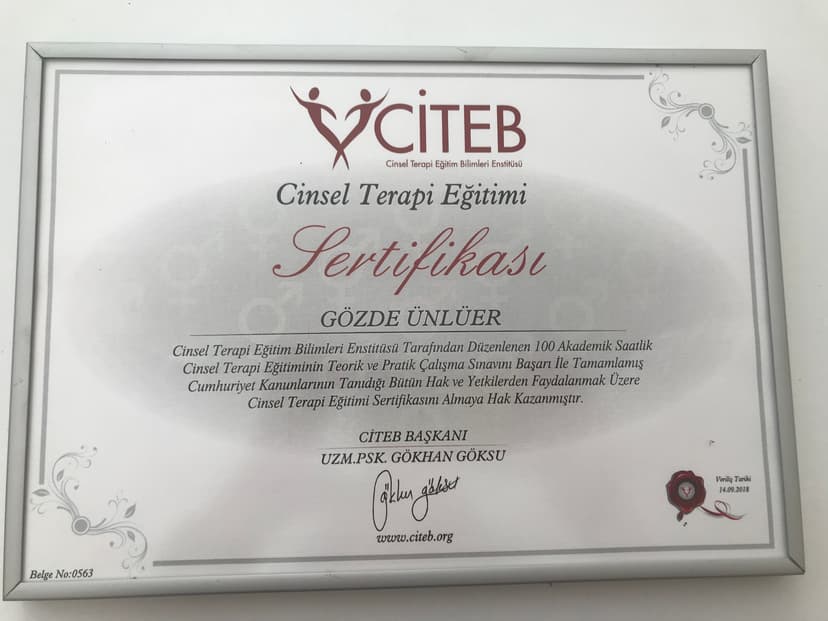 CİTEB
Cinsel Terapi Eğitim Bilimleri Enstitüsü
Cinsel Terapi Eğitimi
Sertifikası
GÖZDE ÜNLÜER
Cinsel Terapi Eğitim Bilimleri Enstitüsü Tarafından Düzenlenen 100 Akademik Saatlik
Cinsel Terapi Eğitiminin Teorik ve Pratik Çalışma Sınavını Başarı İle Tamamlamış
Cumhuriyet Kanunlarının Tanıdığı Bütün Hak ve Yetkilerden Faydalanmak Üzere
Cinsel Terapi Eğitimi Sertifikasını Almaya Hak Kazanmıştır.
CİTEB BAŞKANI
UZM.PSK. GÖKHAN GÖKSU
Gökhan Göksu
www.citeb.org
Veriliş Tarihi
14.09.2018
Belge No:0563